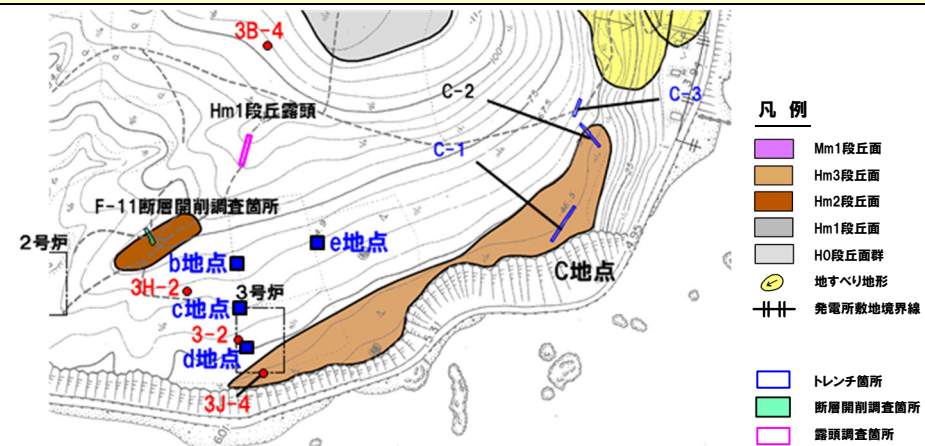 3B-4
C-2
C-3
Hm1段丘露頭
C-1
F-11断層開削調査箇所
2号炉
e地点
b地点
C地点
3H-2
3号炉
c地点
3-2
d地点
3J-4
凡 例
Mm1段丘面
Hm3段丘面
Hm2段丘面
Hm1段丘面
H0段丘面群
地すべり地形
発電所敷地境界線
トレンチ箇所
断層開削調査箇所
露頭調査箇所